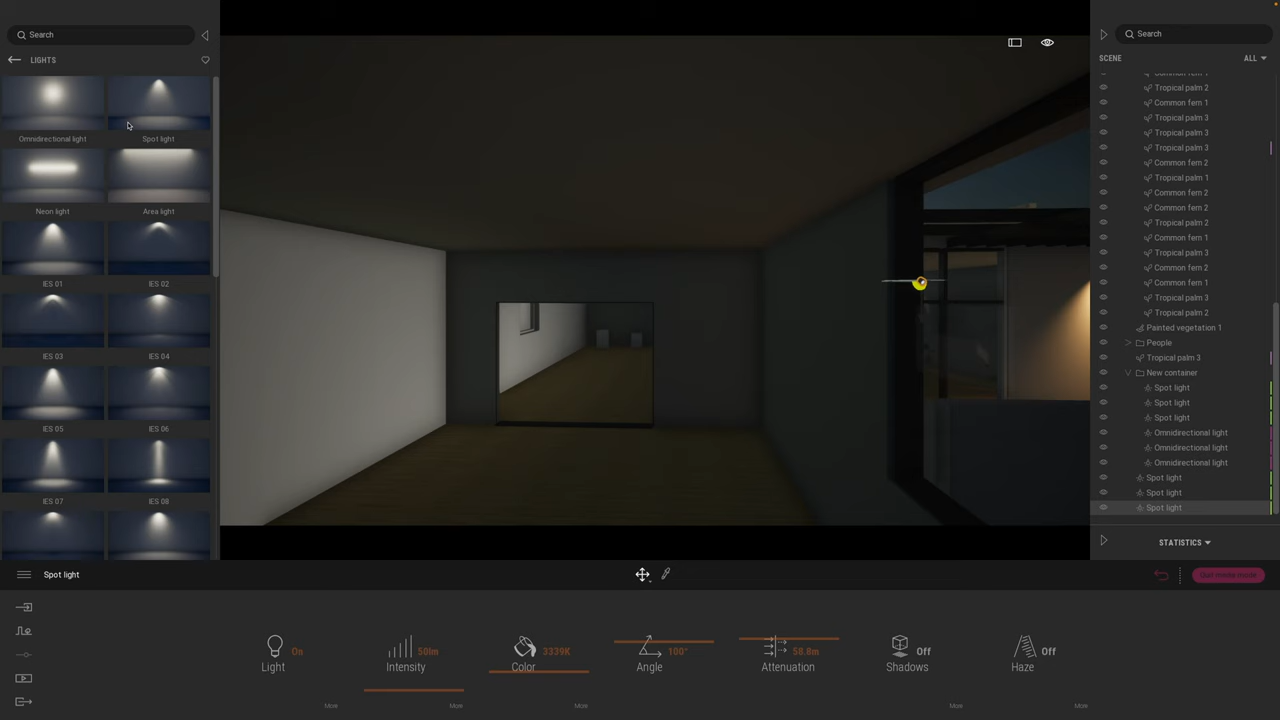 Search
LIGHTS
Omnidirectional light
Spot light
Neon light
Area light
IES 01
IES 02
IES 03
IES 04
IES 05
IES 06
IES 07
IES 08
Search
SCENE
ALL
Tropical palm 2
Common fern 1
Tropical palm 3
Tropical palm 3
Tropical palm 3
Common fern 2
Tropical palm 1
Common fern 2
Common fern 2
Tropical palm 2
Common fern 1
Tropical palm 3
Common fern 2
Common fern 1
Tropical palm 3
Tropical palm 2
Painted vegetation 1
People
Tropical palm 3
New container
Spot light
Spot light
Spot light
Omnidirectional light
Omnidirectional light
Omnidirectional light
Spot light
Spot light
Spot light
STATISTICS
Spot light
Quit video mode
Light On
Intensity 50lm
Color 3339K
Angle 100°
Attenuation 58.8m
Shadows Off
Haze Off
More
More
More
More
More